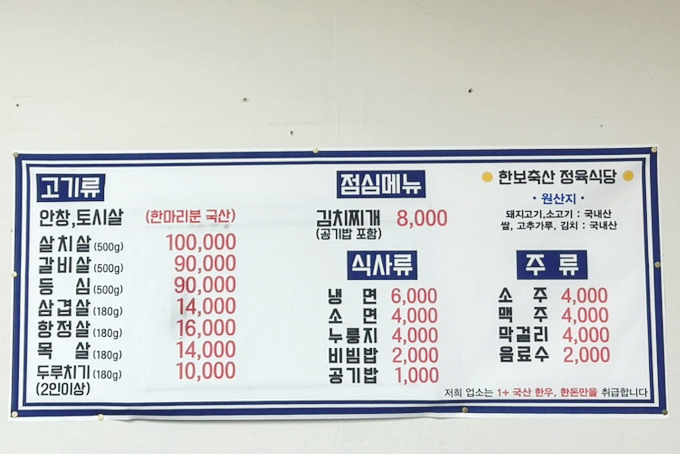 고기류
안창,토시살 (한마리분 국산)
살치살(500g) 100,000
갈비살(500g) 90,000
등 심(500g) 90,000
삼겹살(180g) 14,000
항정살(180g) 16,000
목 살(180g) 14,000
두루치기(180g) 10,000
(2인이상)
점심메뉴
김치찌개 8,000
(공기밥 포함)
식사류
냉 면 6,000
소 면 4,000
누룽지 4,000
비빔밥 2,000
공기밥 1,000
한보축산 정육식당
· 원산지 ·
돼지고기,소고기 : 국내산
쌀, 고추가루, 김치 : 국내산
주 류
소 주 4,000
맥 주 4,000
막걸리 4,000
음료수 2,000
저희 업소는 1+ 국산 한우, 한돈만을 취급합니다